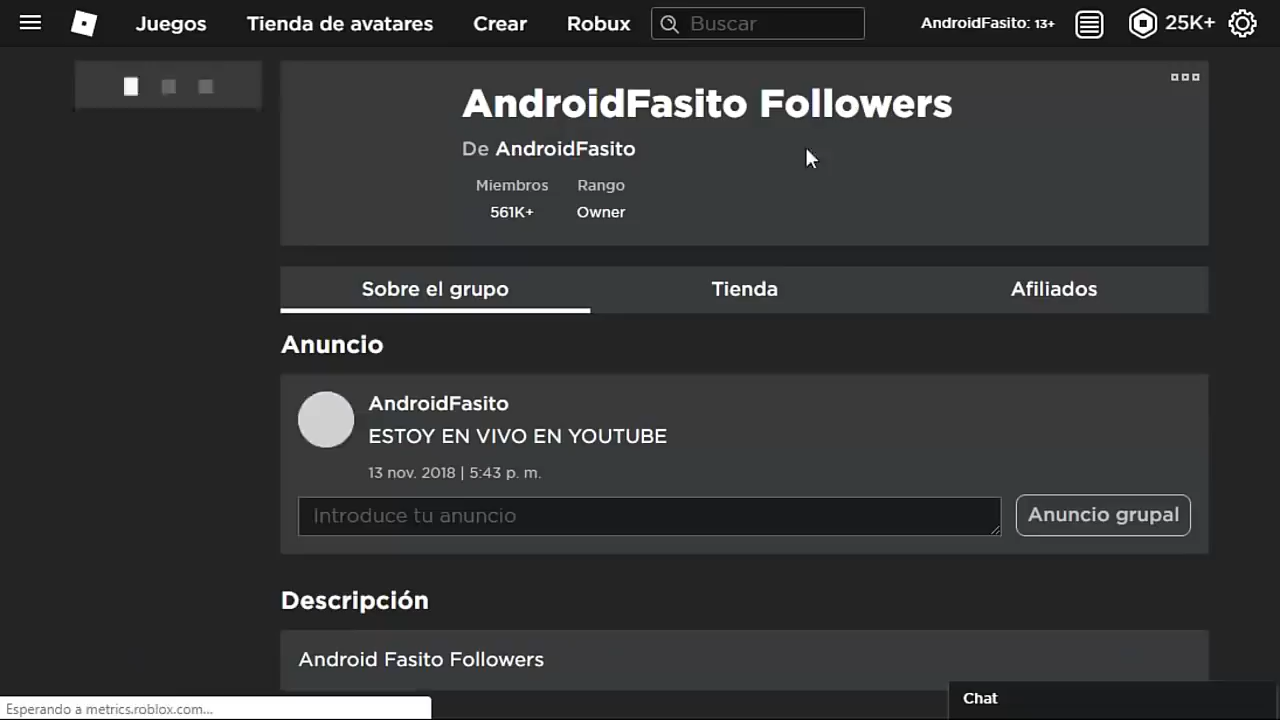 Juegos Tienda de avatares Crear Robux Buscar AndroidFasito: 13+ 25K+
AndroidFasito Followers
De AndroidFasito
Miembros Rango
561K+ Owner
Sobre el grupo Tienda Afiliados
Anuncio
AndroidFasito
ESTOY EN VIVO EN YOUTUBE
13 nov. 2018 | 5:43 p. m.
Introduce tu anuncio Anuncio grupal
Descripción
Android Fasito Followers
Chat
Esperando a metrics.roblox.com...